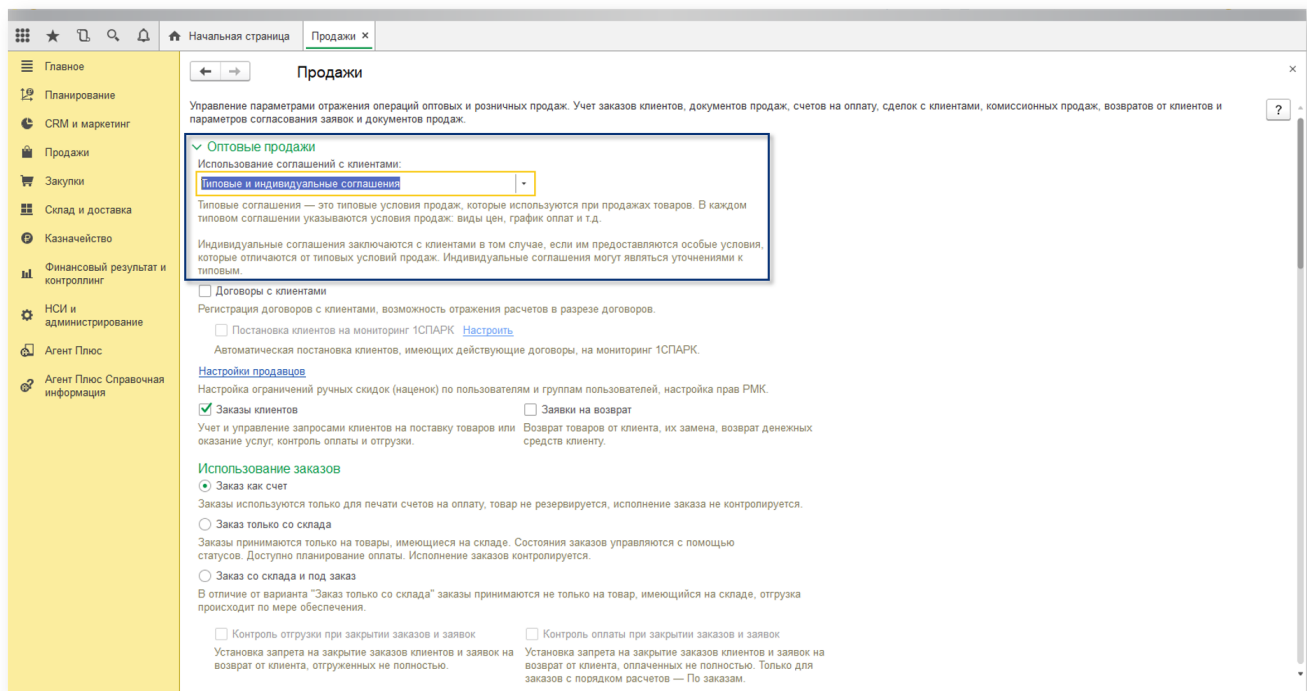 Начальная страница
Продажи ×
Главное
Планирование
CRM и маркетинг
Продажи
Закупки
Склад и доставка
Казначейство
Финансовый результат и
контроллинг
НСИ и
администрирование
Агент Плюс
Агент Плюс Справочная
информация
Продажи
Управление параметрами отражения операций оптовых и розничных продаж. Учет заказов клиентов, документов продаж, счетов на оплату, сделок с клиентами, комиссионных продаж, возвратов от клиентов и
параметров согласования заявок и документов продаж.
?
Оптовые продажи
Использование соглашений с клиентами:
Типовые и индивидуальные соглашения
Типовые соглашения — это типовые условия продаж, которые используются при продажах товаров. В каждом
типовом соглашении указываются условия продаж: виды цен, график оплат и т.д.
Индивидуальные соглашения заключаются с клиентами в том случае, если им предоставляются особые условия,
которые отличаются от типовых условий продаж. Индивидуальные соглашения могут являться уточнениями к
типовым.
Договоры с клиентами
Регистрация договоров с клиентами, возможность отражения расчетов в разрезе договоров.
Постановка клиентов на мониторинг 1СПАРК Настроить
Автоматическая постановка клиентов, имеющих действующие договоры, на мониторинг 1СПАРК.
Настройки продавцов
Настройка ограничений ручных скидок (наценок) по пользователям и группам пользователей, настройка прав РМК.
Заказы клиентов
Учет и управление запросами клиентов на поставку товаров или
оказание услуг, контроль оплаты и отгрузки.
Заявки на возврат
Возврат товаров от клиента, их замена, возврат денежных
средств клиенту.
Использование заказов
Заказ как счет
Заказы используются только для печати счетов на оплату, товар не резервируется, исполнение заказа не контролируется.
Заказ только со склада
Заказы принимаются только на товары, имеющиеся на складе. Состояния заказов управляются с помощью
статусов. Доступно планирование оплаты. Исполнение заказов контролируется.
Заказ со склада и под заказ
В отличие от варианта "Заказ только со склада" заказы принимаются не только на товар, имеющийся на складе, отгрузка
происходит по мере обеспечения.
Контроль отгрузки при закрытии заказов и заявок
Установка запрета на закрытие заказов клиентов и заявок на
возврат от клиента, отгруженных не полностью.
Контроль оплаты при закрытии заказов и заявок
Установка запрета на закрытие заказов клиентов и заявок на
возврат от клиента, оплаченных не полностью. Только для
заказов с порядком расчетов — По заказам.